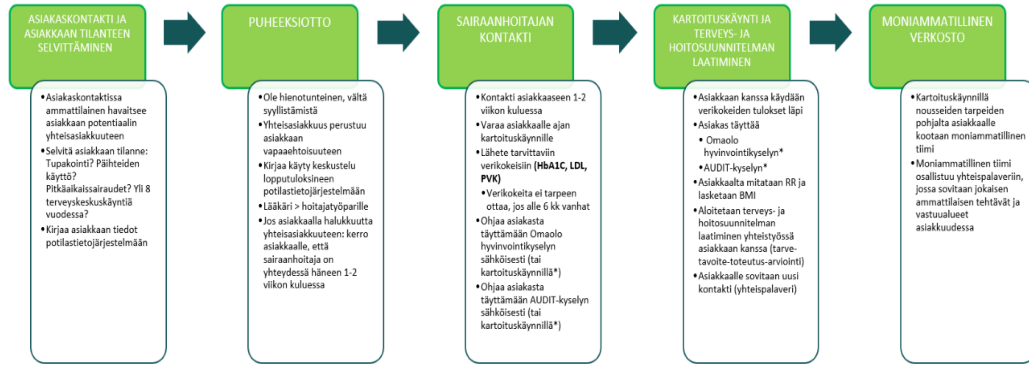 ASIAKASKONTAKTI JA
ASIAKKAAN TILANTEEN
SELVITTÄMINEN
•Asiakaskontaktissa
ammattilainen havaitsee
asiakkaan potentiaalin
yhteisasiakkuuteen
•Selvitä asiakkaan tilanne:
Tupakointi? Päihteiden
käyttö?
Pitkäaikaissairaudet? Yli 8
terveyskeskuskäyntiä
vuodessa?
•Kirjaa asiakkaan tiedot
potilastietojärjestelmään
PUHEEKSIOTTO
•Ole hienotunteinen, vältä
syyllistämistä
•Yhteisasiakkuus perustuu
asiakkaan
vapaaehtoisuuteen
•Kirjaa käyty keskustelu
lopputuloksineen
potilastietojärjestelmään
•Lääkäri > hoitajatyöparille
•Jos asiakkaalla halukkuutta
yhteisasiakkuuteen: kerro
asiakkaalle, että
sairaanhoitaja on
yhteydessä häneen 1-2
viikon kuluessa
SAIRAANHOITAJAN
KONTAKTI
•Kontakti asiakkaaseen 1-2
viikon kuluessa
•Varaa asiakkaalle ajan
kartoituskäynnille
•Lähete tarvittaviin
verikokeisiin (HbA1C, LDL,
PVK)
•Verikokeita ei tarpeen
ottaa, jos alle 6 kk vanhat
•Ohjaa asiakasta
täyttämään Omaolo
hyvinvointikyselyn
sähköisesti (tai
kartoituskäynnillä*)
•Ohjaa asiakasta
täyttämään AUDIT-kyselyn
sähköisesti (tai
kartoituskäynnillä*)
KARTOITUSKÄYNTI JA
TERVEYS- JA
HOITOSUUNNITELMAN
LAATIMINEN
•Asiakkaan kanssa käydään
verikokeiden tulokset läpi
•Asiakas täyttää
•Omaolo
hyvinvointikyselyn*
•AUDIT-kyselyn*
•Asiakkaalta mitataan RR ja
lasketaan BMI
•Aloitetaan terveys- ja
hoitosuunnitelman
laatiminen yhteistyössä
asiakkaan kanssa (tarve-
tavoite-toteutus-arviointi)
•Asiakkaalle sovitaan uusi
kontakti (yhteispalaveri)
MONIAMMATILLINEN
VERKOSTO
•Kartoituskäynnillä
nousseiden tarpeiden
pohjalta asiakkaalle
kootaan moniammatillinen
tiimi
•Moniammatillinen tiimi
osallistuu yhteispalaveriin,
jossa sovitaan jokaisen
ammattilaisen tehtävät ja
vastuualueet
asiakkuudessa